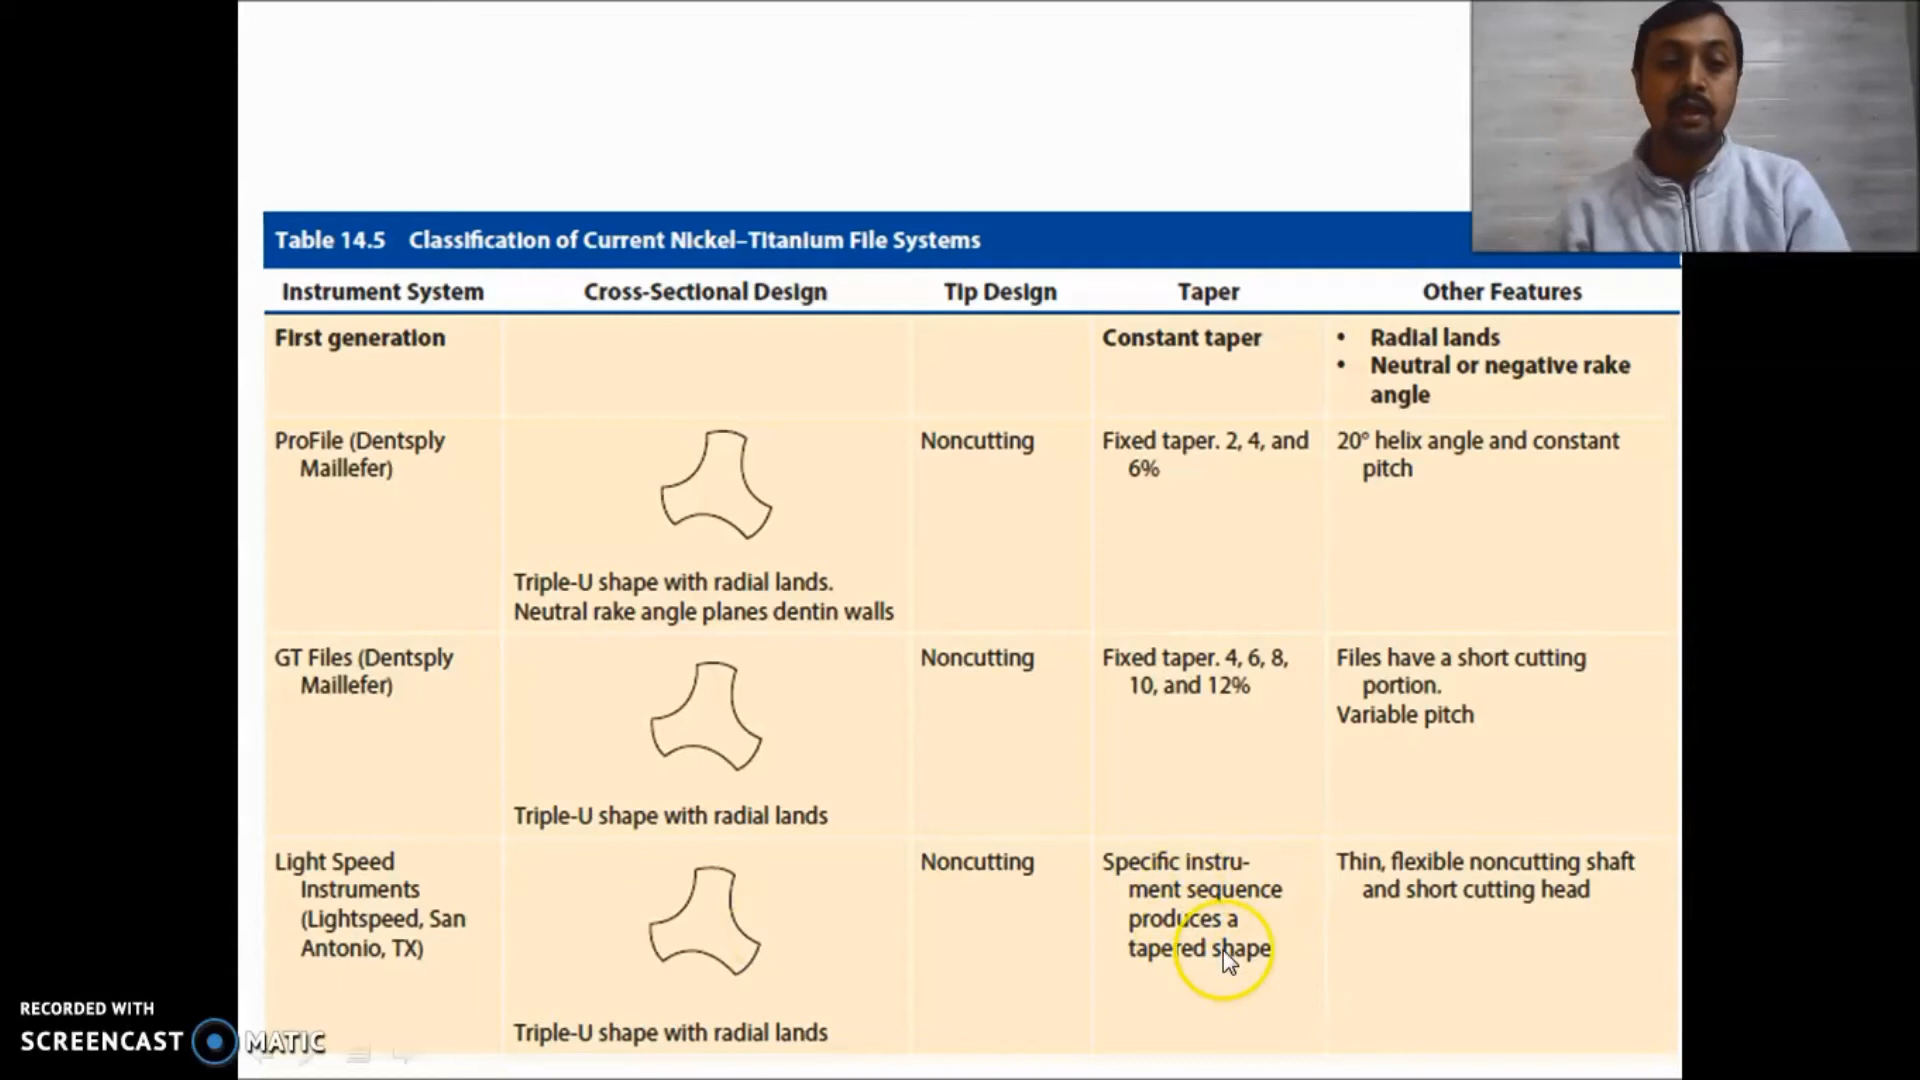 Table 14.5 Classification of Current Nickel–Titanium File Systems
Instrument System Cross-Sectional Design Tip Design Taper Other Features
First generation
Constant taper
• Radial lands
• Neutral or negative rake
angle
ProFile (Dentsply
Maillefer)
Triple-U shape with radial lands.
Neutral rake angle planes dentin walls
Noncutting
Fixed taper. 2, 4, and
6%
20° helix angle and constant
pitch
GT Files (Dentsply
Maillefer)
Triple-U shape with radial lands
Noncutting
Fixed taper. 4, 6, 8,
10, and 12%
Files have a short cutting
portion.
Variable pitch
Light Speed
Instruments
(Lightspeed, San
Antonio, TX)
Triple-U shape with radial lands
Noncutting
Specific instru-
ment sequence
produces a
tapered shape
Thin, flexible noncutting shaft
and short cutting head
RECORDED WITH
SCREENCAST MATIC